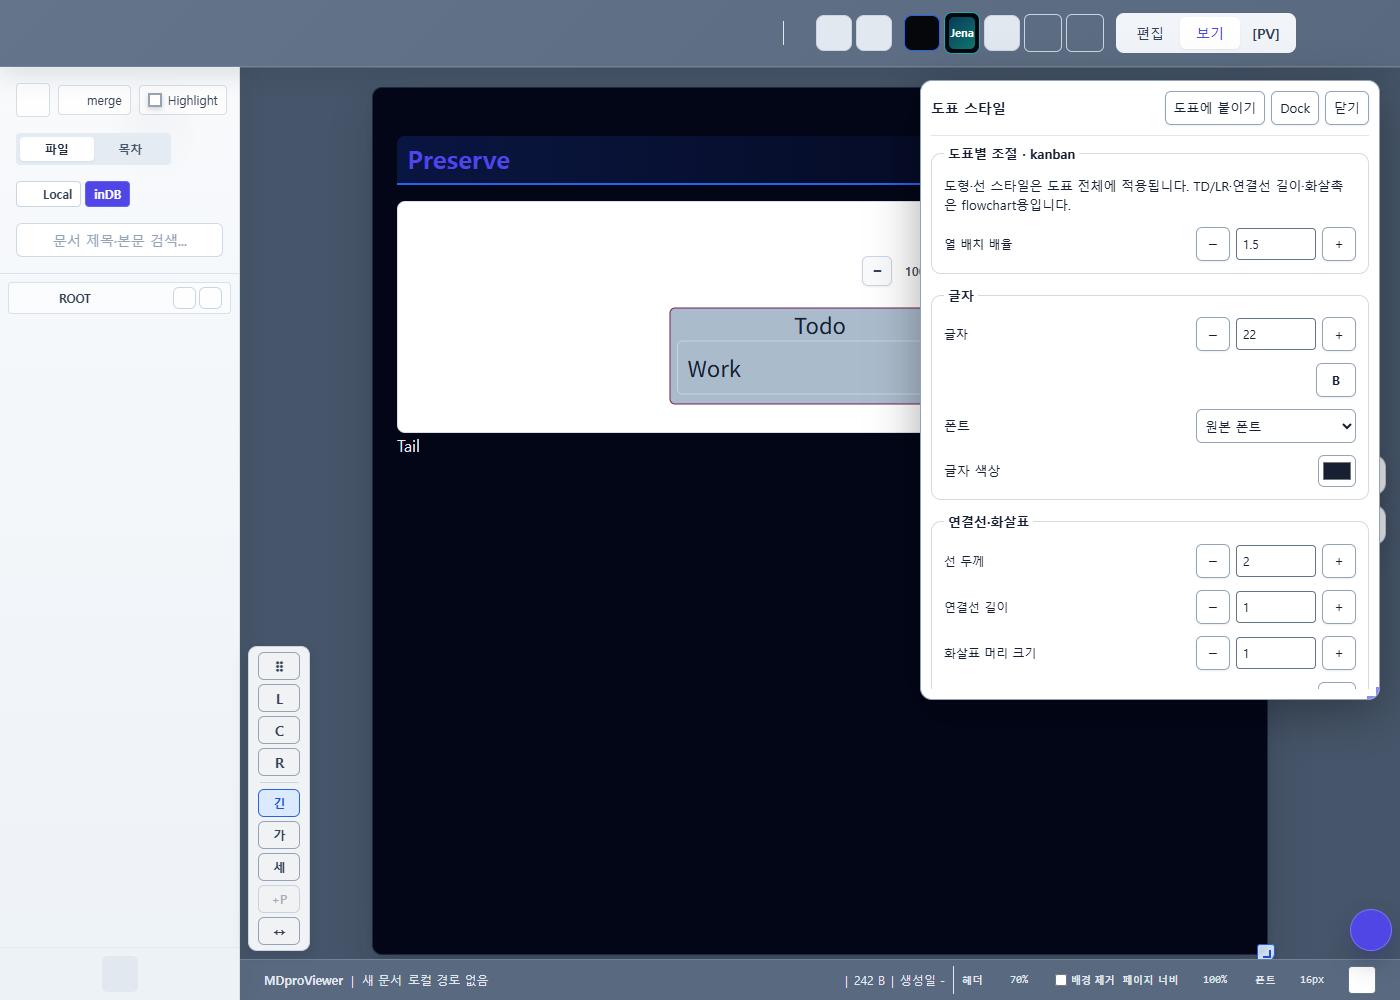 Jena
편집 보기 [PV]
merge Highlight
파일 목차
Local inDB
문서 제목·본문 검색...
ROOT
Preserve
−
Todo
Work
Tail
도표 스타일 도표에 붙이기 Dock 닫기
도표별 조절 · kanban
도형·선 스타일은 도표 전체에 적용됩니다. TD/LR·연결선 길이·화살촉
은 flowchart용입니다.
열 배치 배율 − 1.5 +
글자
글자 − 22 +
B
폰트 원본 폰트
글자 색상
연결선·화살표
선 두께 − 2 +
연결선 길이 − 1 +
화살표 머리 크기 − 1 +
L
C
R
긴
가
세
+P
↔
MDproViewer | 새 문서 로컬 경로 없음 | 242 B | 생성일 - 헤더 70% 배경 제거 페이지 너비 100% 폰트 16px